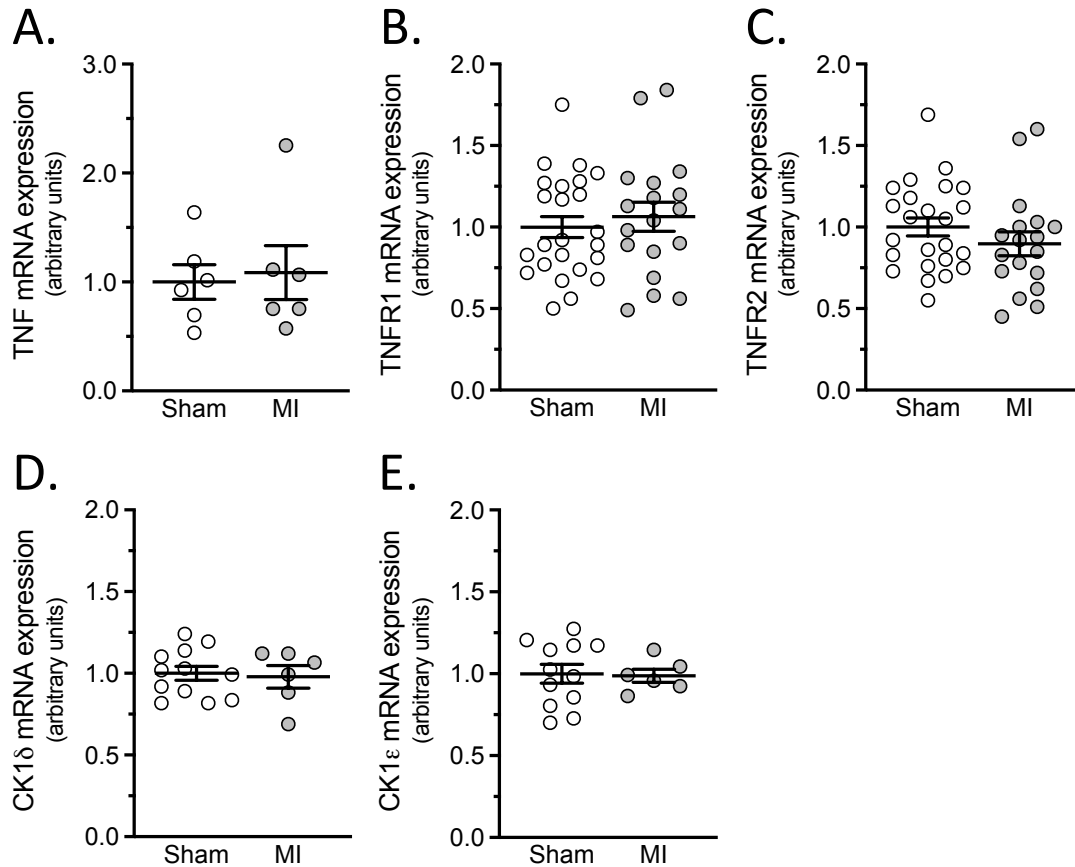 A.
TNF mRNA expression
(arbitrary units)
3.0
2.0
1.0
0.0
Sham MI
B.
TNFR1 mRNA expression
(arbitrary units)
2.0
1.5
1.0
0.5
0.0
Sham MI
C.
TNFR2 mRNA expression
(arbitrary units)
2.0
1.5
1.0
0.5
0.0
Sham MI
D.
CK1δ mRNA expression
(arbitrary units)
2.0
1.5
1.0
0.5
0.0
Sham MI
E.
CK1ε mRNA expression
(arbitrary units)
2.0
1.5
1.0
0.5
0.0
Sham MI